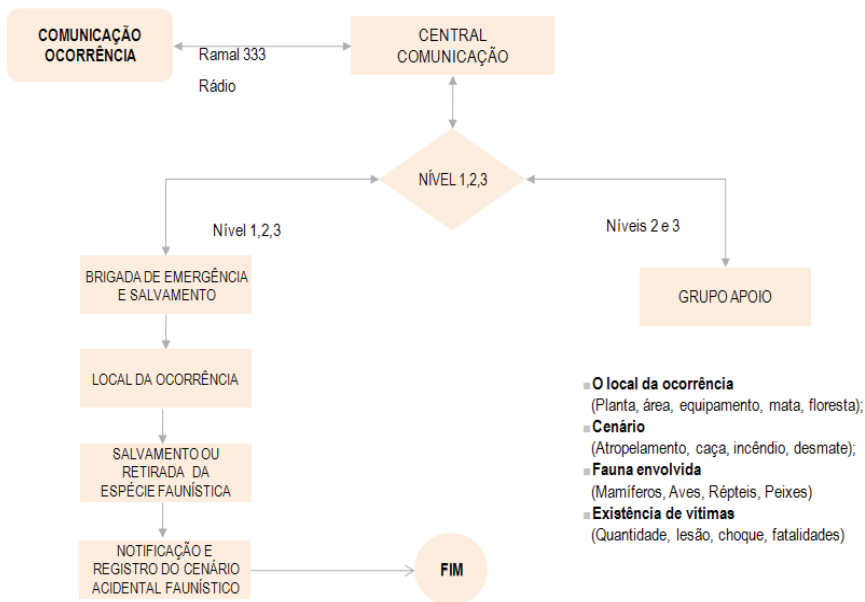 COMUNICAÇÃO
OCORRÊNCIA
Ramal 333
Rádio
CENTRAL
COMUNICAÇÃO
NÍVEL 1,2,3
Nível 1,2,3
Níveis 2 e 3
BRIGADA DE EMERGÊNCIA
E SALVAMENTO
GRUPO APOIO
LOCAL DA OCORRÊNCIA
SALVAMENTO OU
RETIRADA DA
ESPÉCIE FAUNÍSTICA
NOTIFICAÇÃO E
REGISTRO DO CENÁRIO
ACIDENTAL FAUNÍSTICO
FIM
O local da ocorrência
(Planta, área, equipamento, mata, floresta);
Cenário
(Atropelamento, caça, incêndio, desmate);
Fauna envolvida
(Mamíferos, Aves, Répteis, Peixes)
Existência de vítimas
(Quantidade, lesão, choque, fatalidades)